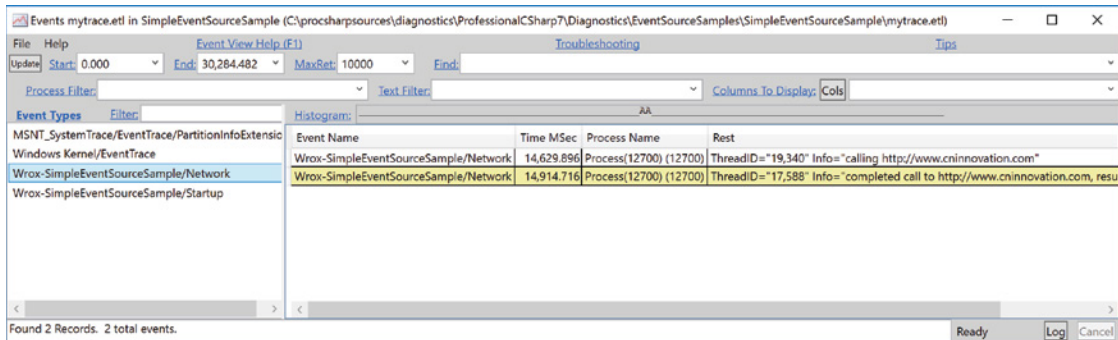 Events mytrace.etl in SimpleEventSourceSample (C:\procsharpsources\diagnostics\ProfessionalCSharp7\Diagnostics\EventSourceSamples\SimpleEventSourceSample\mytrace.etl)
File Help Event View Help (F1) Troubleshooting Tips
Update Start: 0.000 End: 30,284.482 MaxRet: 10000 Find:
Process Filter: Text Filter: Columns To Display: Cols
Event Types Filter: Histogram: AA
MSNT_SystemTrace/EventTrace/PartitionInfoExtensic
Windows Kernel/EventTrace
Wrox-SimpleEventSourceSample/Network
Wrox-SimpleEventSourceSample/Startup
Event Name Time MSec Process Name Rest
Wrox-SimpleEventSourceSample/Network 14,629.896 Process(12700) (12700) ThreadID="19,340" Info="calling http://www.cninnovation.com"
Wrox-SimpleEventSourceSample/Network 14,914.716 Process(12700) (12700) ThreadID="17,588" Info="completed call to http://www.cninnovation.com, resu
Found 2 Records. 2 total events. Ready Log Cancel